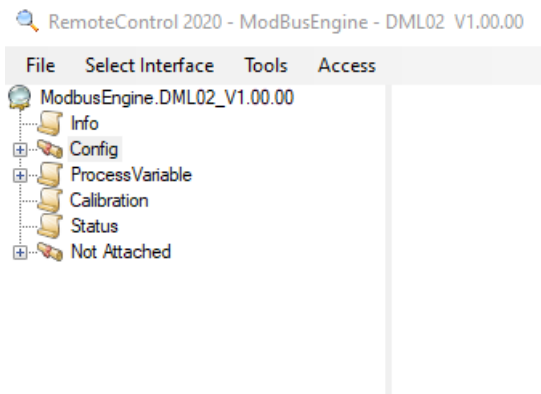 RemoteControl 2020 - ModBusEngine - DML02 V1.00.00
File Select Interface Tools Access
ModbusEngine.DML02_V1.00.00
Info
Config
ProcessVariable
Calibration
Status
Not Attached